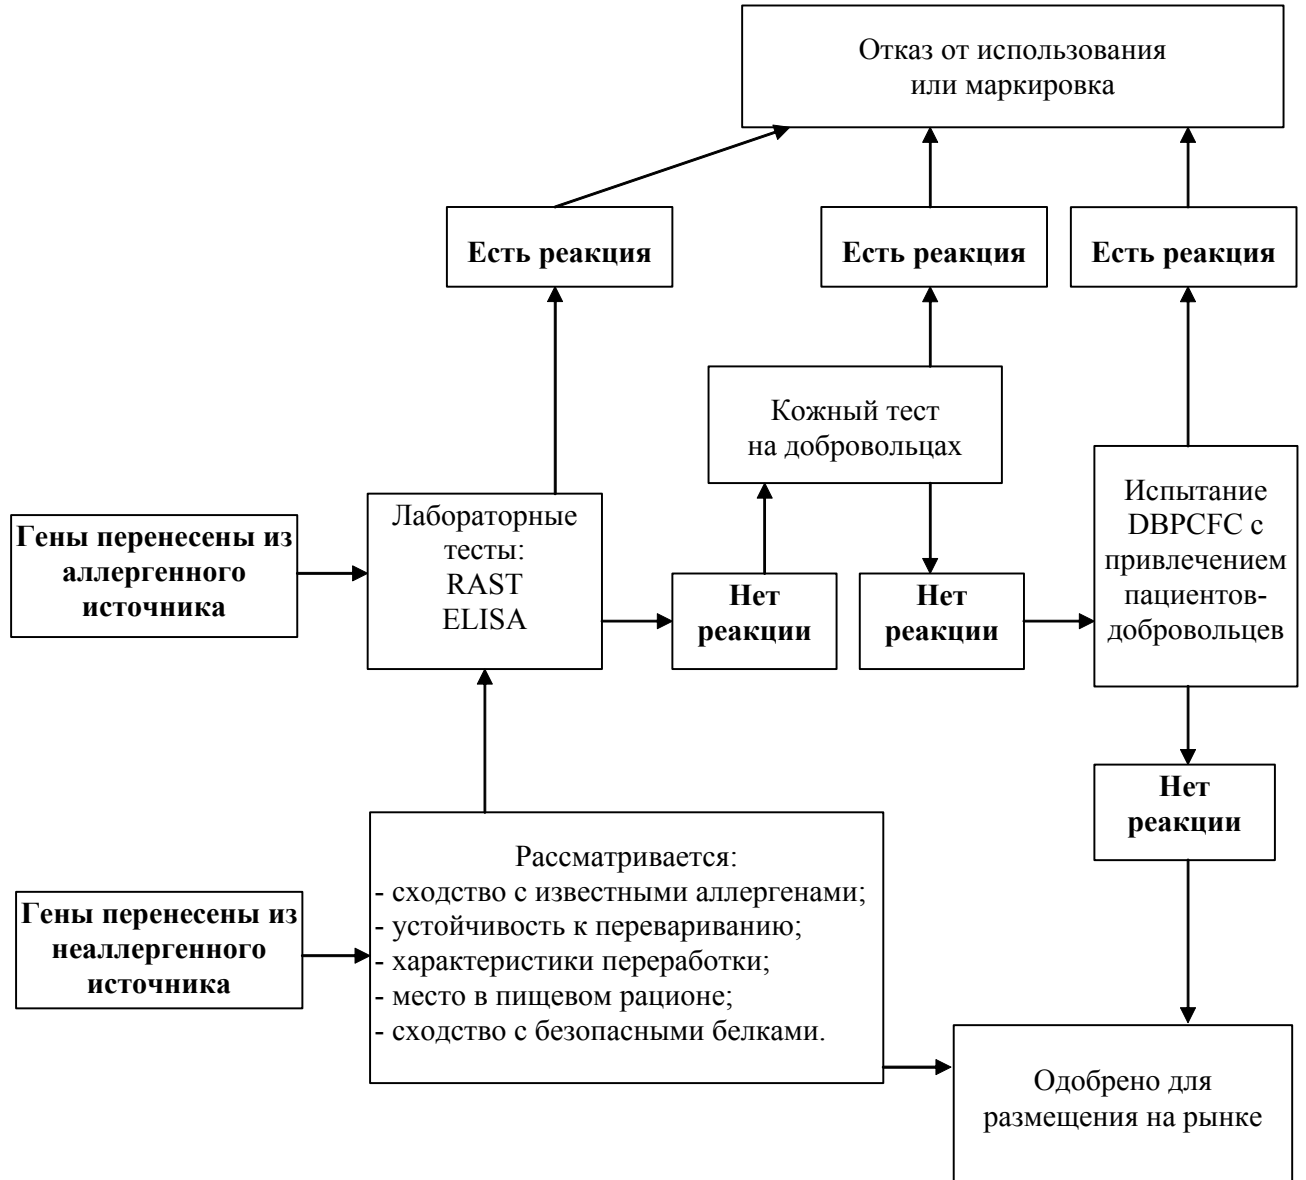 Отказ от использования
или маркировка
Есть реакция
Есть реакция
Есть реакция
Кожный тест
на добровольцах
Испытание
DBPCFC с
привлечением
пациентов-
добровольцев
Лабораторные
тесты:
RAST
ELISA
Гены перенесены из
аллергенного
источника
Нет
реакции
Нет
реакции
Нет
реакции
Рассматривается:
- сходство с известными аллергенами;
- устойчивость к перевариванию;
- характеристики переработки;
- место в пищевом рационе;
- сходство с безопасными белками.
Гены перенесены из
неаллергенного
источника
Одобрено для
размещения на рынке